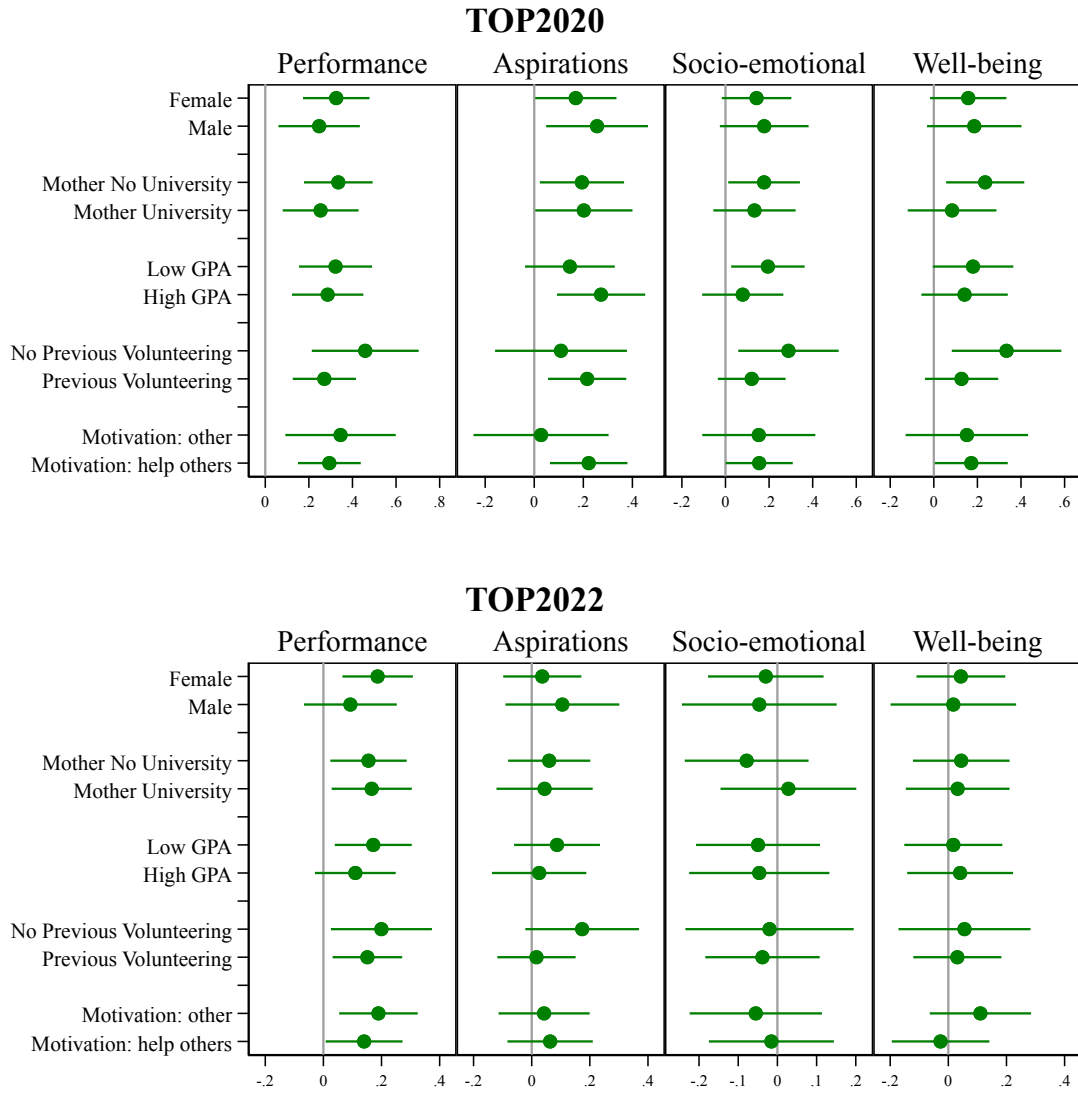 TOP2020
Performance Aspirations Socio-emotional Well-being
Female
Male
Mother No University
Mother University
Low GPA
High GPA
No Previous Volunteering
Previous Volunteering
Motivation: other
Motivation: help others
0 .2 .4 .6 .8 -.2 0 .2 .4 -.2 0 .2 .4 .6 -.2 0 .2 .4 .6
TOP2022
Performance Aspirations Socio-emotional Well-being
Female
Male
Mother No University
Mother University
Low GPA
High GPA
No Previous Volunteering
Previous Volunteering
Motivation: other
Motivation: help others
-.2 0 .2 .4 -.2 0 .2 .4 -.2 -.1 0 .1 .2 -.2 0 .2 .4